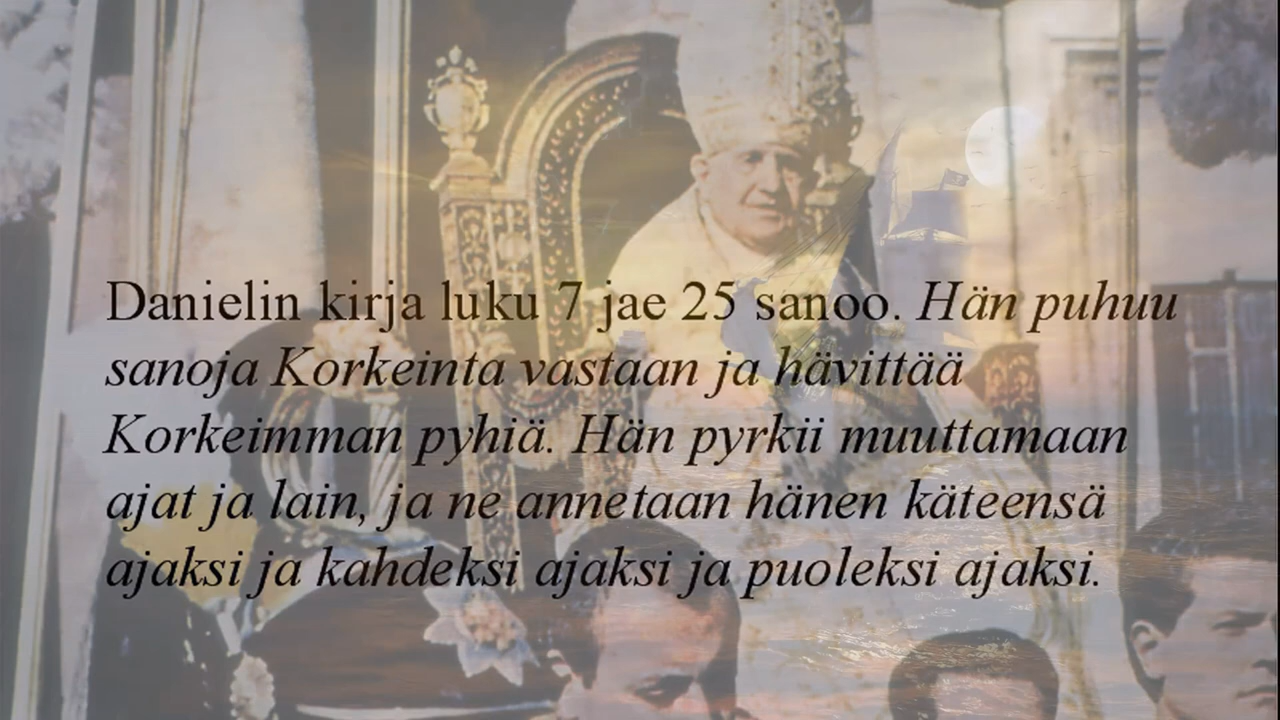 Danielin kirja luku 7 jae 25 sanoo. Hän puhuu
sanoja Korkeinta vastaan ja hävittää
Korkeimman pyhiä. Hän pyrkii muuttamaan
ajat ja lain, ja ne annetaan hänen käteensä
ajaksi ja kahdeksi ajaksi ja puoleksi ajaksi.